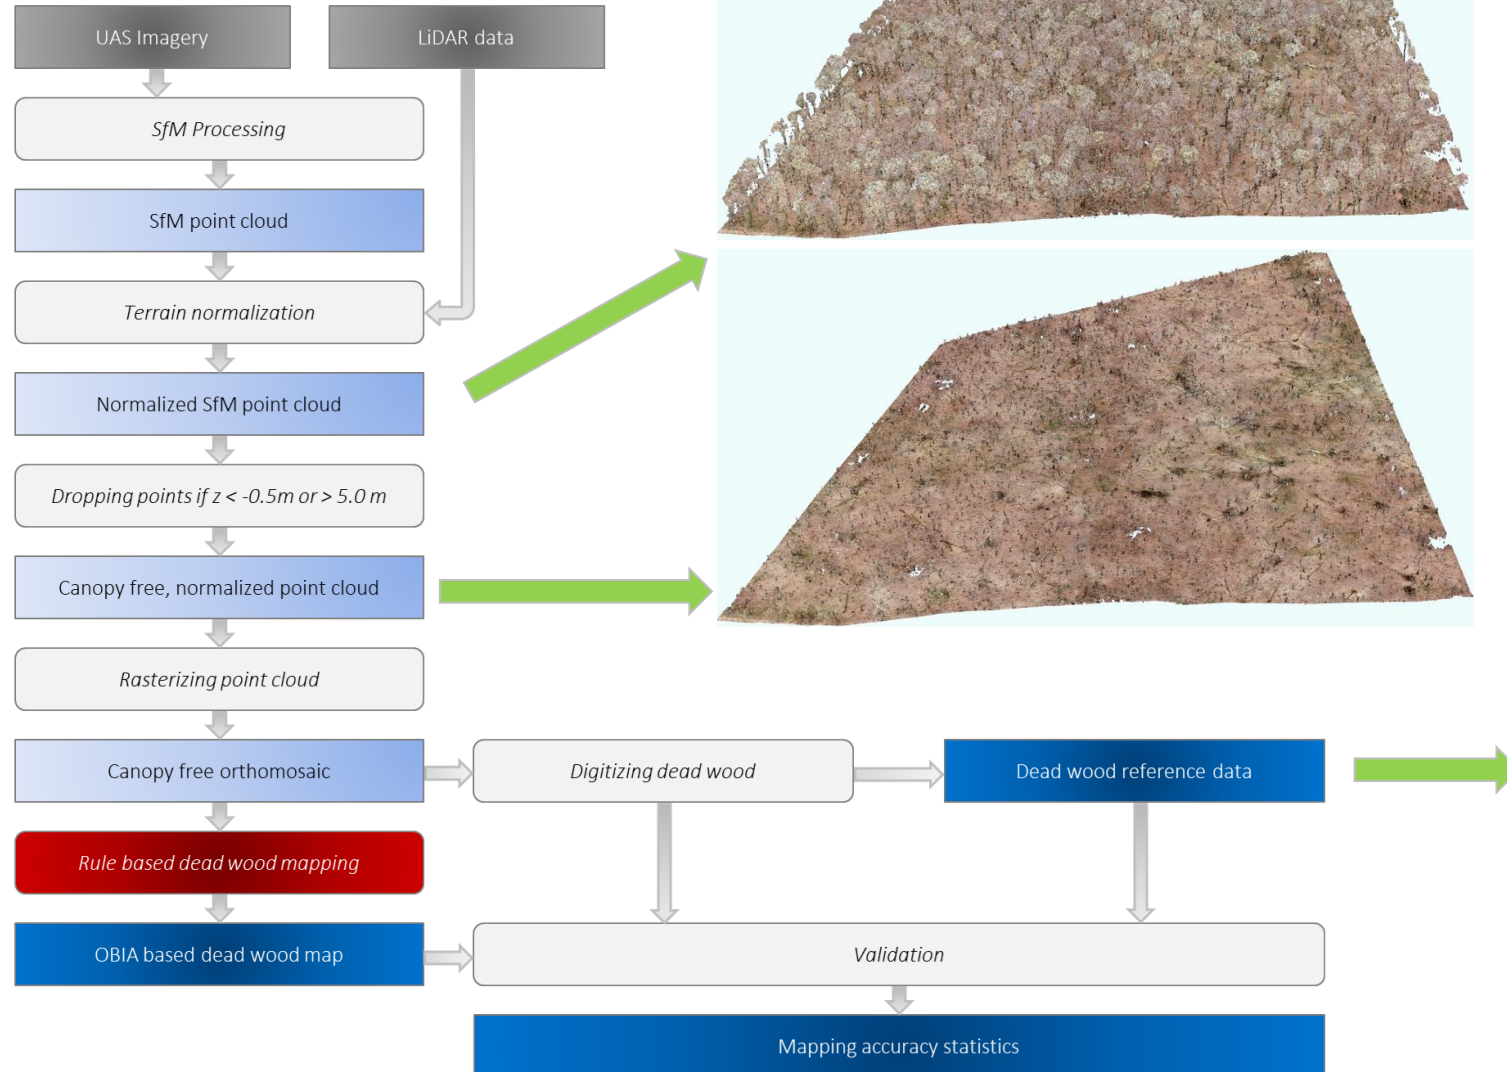 UAS Imagery
LiDAR data
SfM Processing
SfM point cloud
Terrain normalization
Normalized SfM point cloud
Dropping points if z < -0.5m or > 5.0 m
Canopy free, normalized point cloud
Rasterizing point cloud
Canopy free orthomosaic
Digitizing dead wood
Dead wood reference data
Rule based dead wood mapping
OBIA based dead wood map
Validation
Mapping accuracy statistics